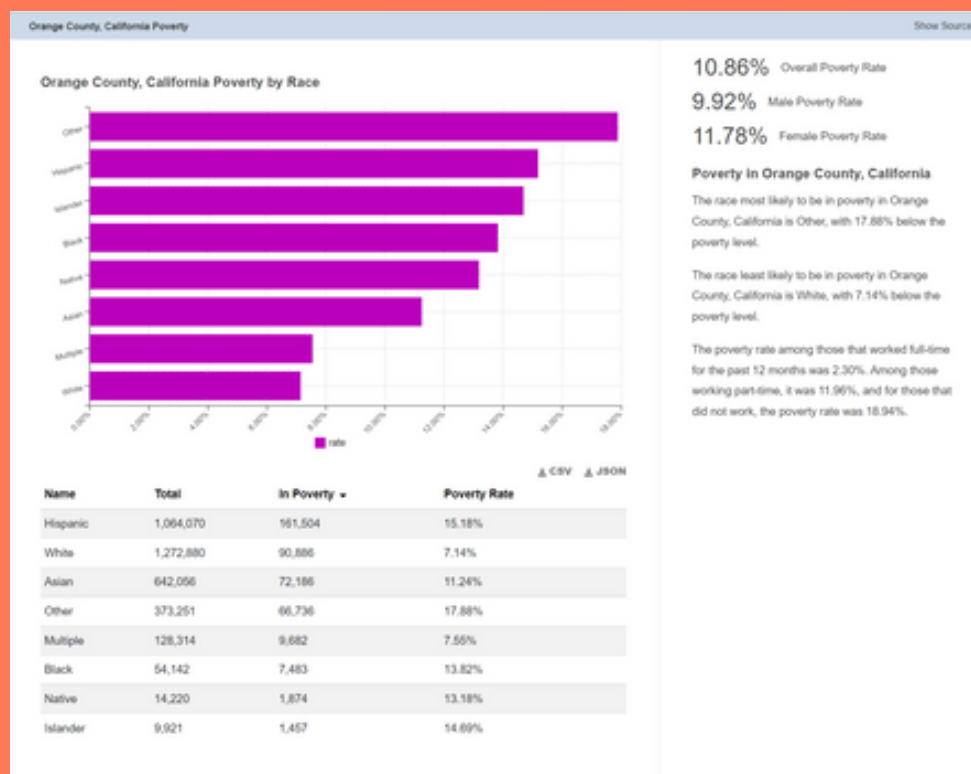 Orange County, California Poverty
Show Source
Orange County, California Poverty by Race
Other
Hispanic
Islander
Black
Native
Asian
Multiple
White
0.00% 2.00% 4.00% 6.00% 8.00% 10.00% 12.00% 14.00% 16.00% 18.00%
rate
CSV JSON
Name Total In Poverty Poverty Rate
Hispanic 1,064,070 161,504 15.18%
White 1,272,880 90,886 7.14%
Asian 642,056 72,186 11.24%
Other 373,251 66,736 17.88%
Multiple 128,314 9,682 7.55%
Black 54,142 7,483 13.82%
Native 14,220 1,874 13.18%
Islander 9,921 1,457 14.69%
10.86% Overall Poverty Rate
9.92% Male Poverty Rate
11.78% Female Poverty Rate
Poverty in Orange County, California
The race most likely to be in poverty in Orange
County, California is Other, with 17.88% below the
poverty level.
The race least likely to be in poverty in Orange
County, California is White, with 7.14% below the
poverty level.
The poverty rate among those that worked full-time
for the past 12 months was 2.30%. Among those
working part-time, it was 11.96%, and for those that
did not work, the poverty rate was 18.94%.